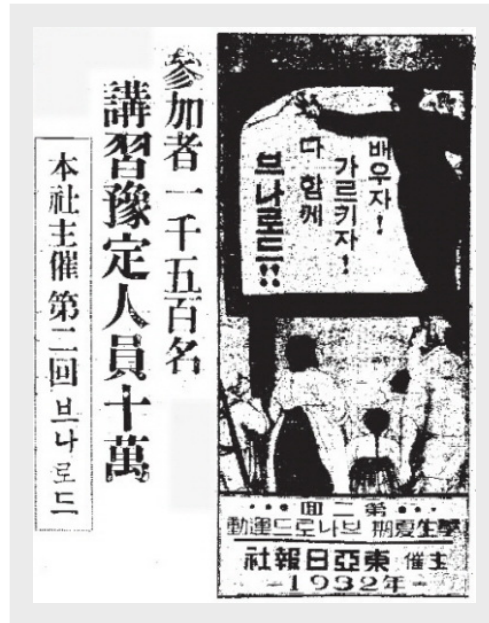 배우자!
가르키자!
다 함께
브나로드!!
第二回
學生夏期 브나로드 運動
主催 東亞日報社
1932年
參加者一千五百名
講習豫定人員十萬
本社主催第二回브나로드